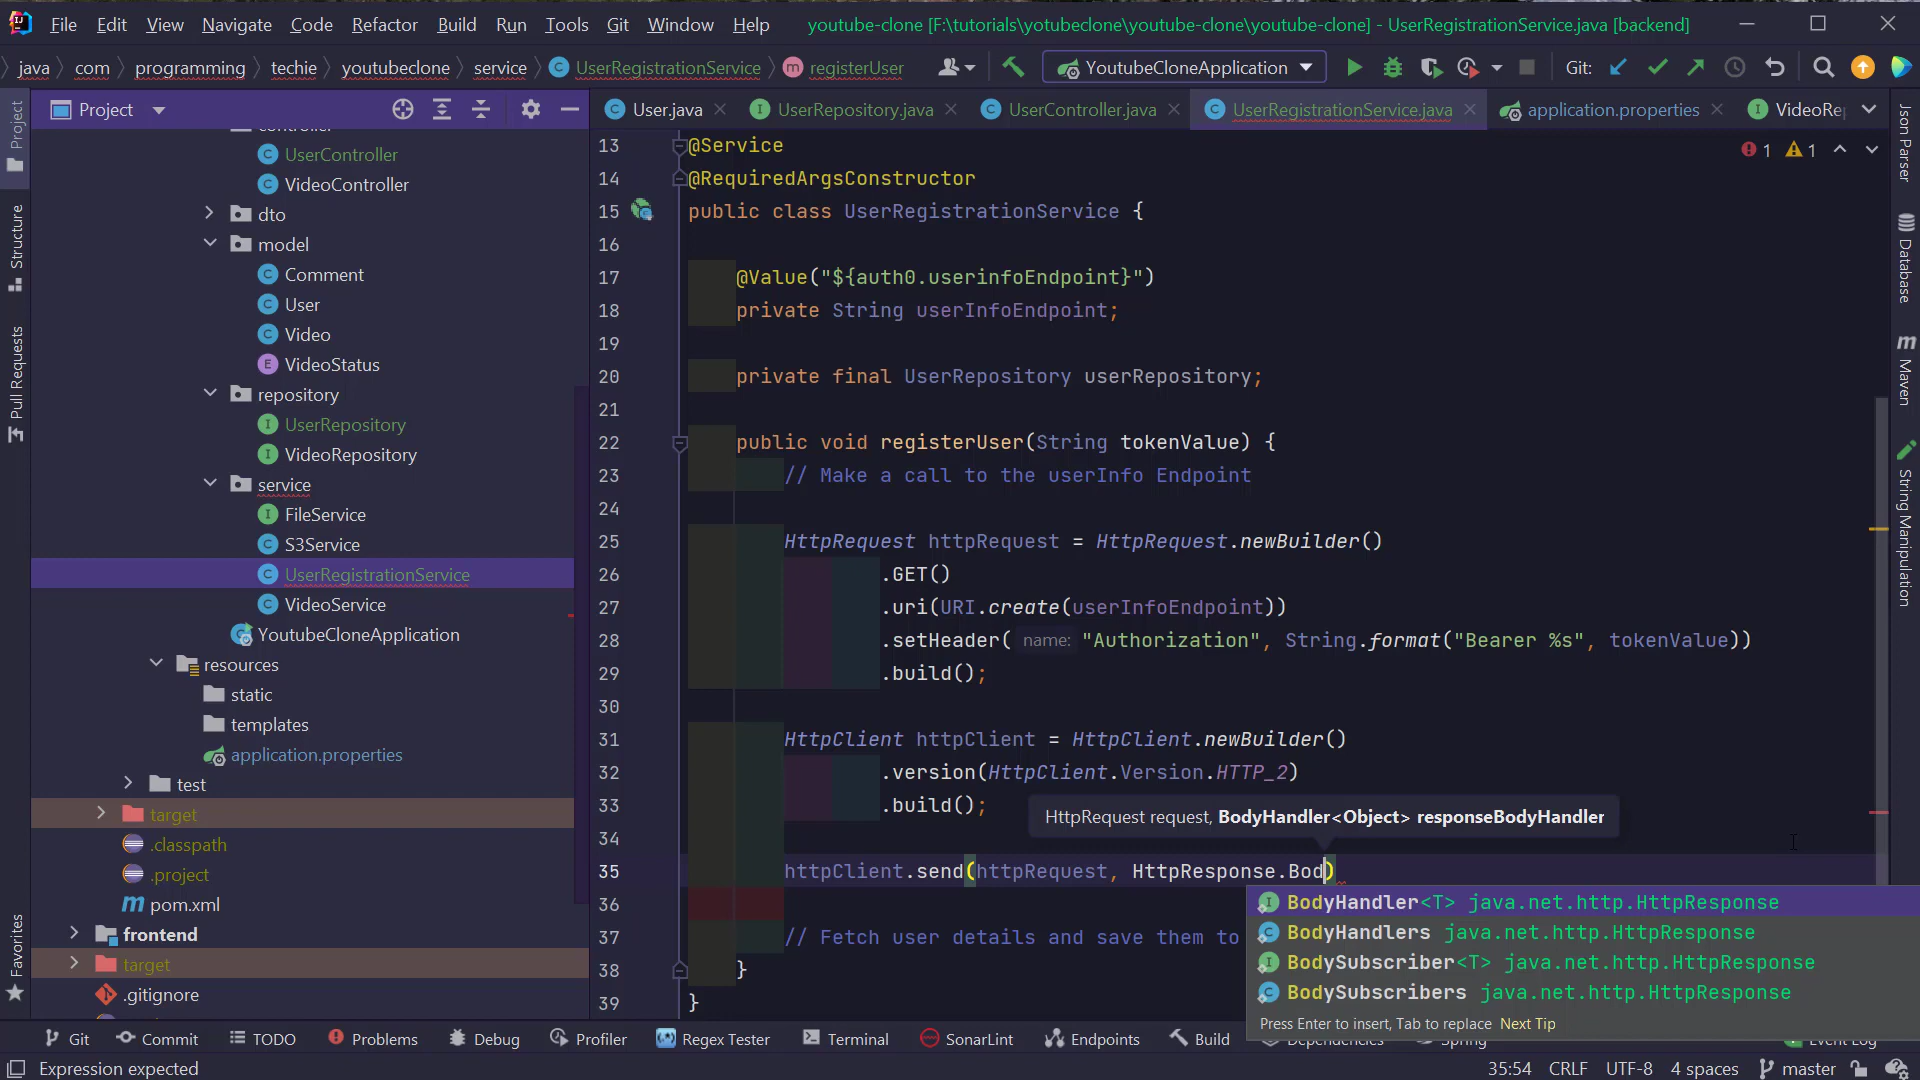 File Edit View Navigate Code Refactor Build Run Tools Git Window Help youtube-clone [F:\tutorials\yotubeclone\youtube-clone\youtube-clone] - UserRegistrationService.java [backend]
java com programming techie youtubeclone service UserRegistrationService registerUser YoutubeCloneApplication Git:
Project User.java UserRepository.java UserController.java UserRegistrationService.java application.properties VideoRe
Project
Structure
Pull Requests
Favorites
UserController
VideoController
dto
model
Comment
User
Video
VideoStatus
repository
UserRepository
VideoRepository
service
FileService
S3Service
UserRegistrationService
VideoService
YoutubeCloneApplication
resources
static
templates
application.properties
test
target
.classpath
.project
pom.xml
frontend
target
.gitignore
1 1
13 @Service
14 @RequiredArgsConstructor
15 public class UserRegistrationService {
16
17 @Value("${auth0.userinfoEndpoint}")
18 private String userInfoEndpoint;
19
20 private final UserRepository userRepository;
21
22 public void registerUser(String tokenValue) {
23 // Make a call to the userInfo Endpoint
24
25 HttpRequest httpRequest = HttpRequest.newBuilder()
26 .GET()
27 .uri(URI.create(userInfoEndpoint))
28 .setHeader( name: "Authorization", String.format("Bearer %s", tokenValue))
29 .build();
30
31 HttpClient httpClient = HttpClient.newBuilder()
32 .version(HttpClient.Version.HTTP_2)
33 .build();
HttpRequest request, BodyHandler<Object> responseBodyHandler
34
35 httpClient.send(httpRequest, HttpResponse.Bod)
36
37 // Fetch user details and save them to
38 }
39 }
BodyHandler<T> java.net.http.HttpResponse
BodyHandlers java.net.http.HttpResponse
BodySubscriber<T> java.net.http.HttpResponse
BodySubscribers java.net.http.HttpResponse
Press Enter to insert, Tab to replace Next Tip
Json Parser
Database
Maven
String Manipulation
Git Commit TODO Problems Debug Profiler Regex Tester Terminal SonarLint Endpoints Build Dependencies Spring Event Log
Expression expected 35:54 CRLF UTF-8 4 spaces master